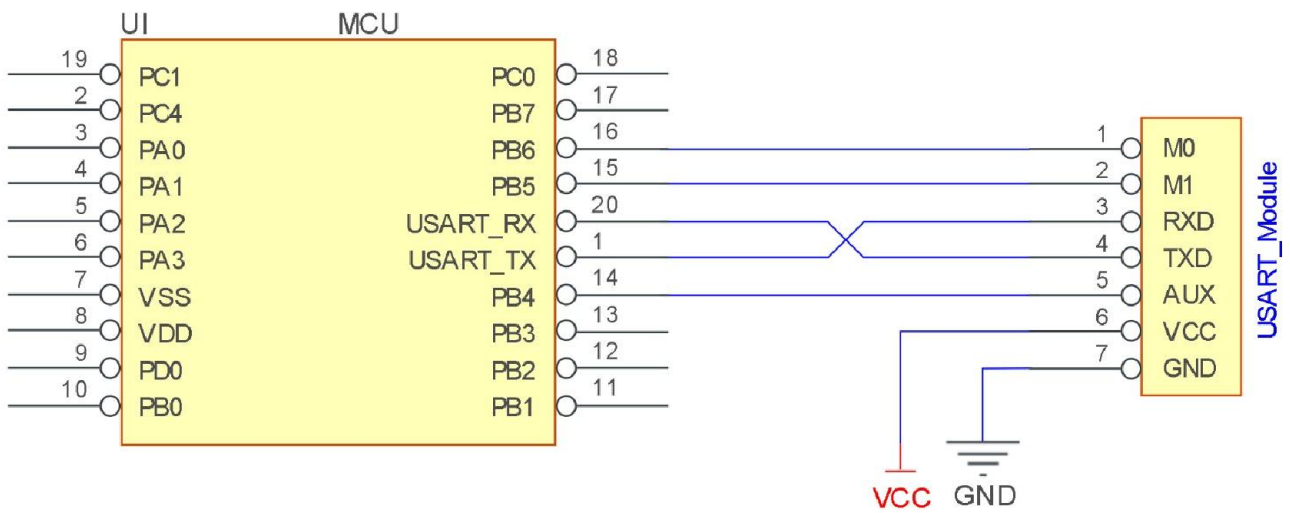 UI MCU
19 PC1 PC0 18
2 PC4 PB7 17
3 PA0 PB6 16 1 M0
4 PA1 PB5 15 2 M1
5 PA2 USART_RX 20 3 RXD
6 PA3 USART_TX 1 4 TXD
7 VSS PB4 14 5 AUX
8 VDD PB3 13 6 VCC
9 PD0 PB2 12 7 GND
10 PB0 PB1 11
USART_Module
VCC GND